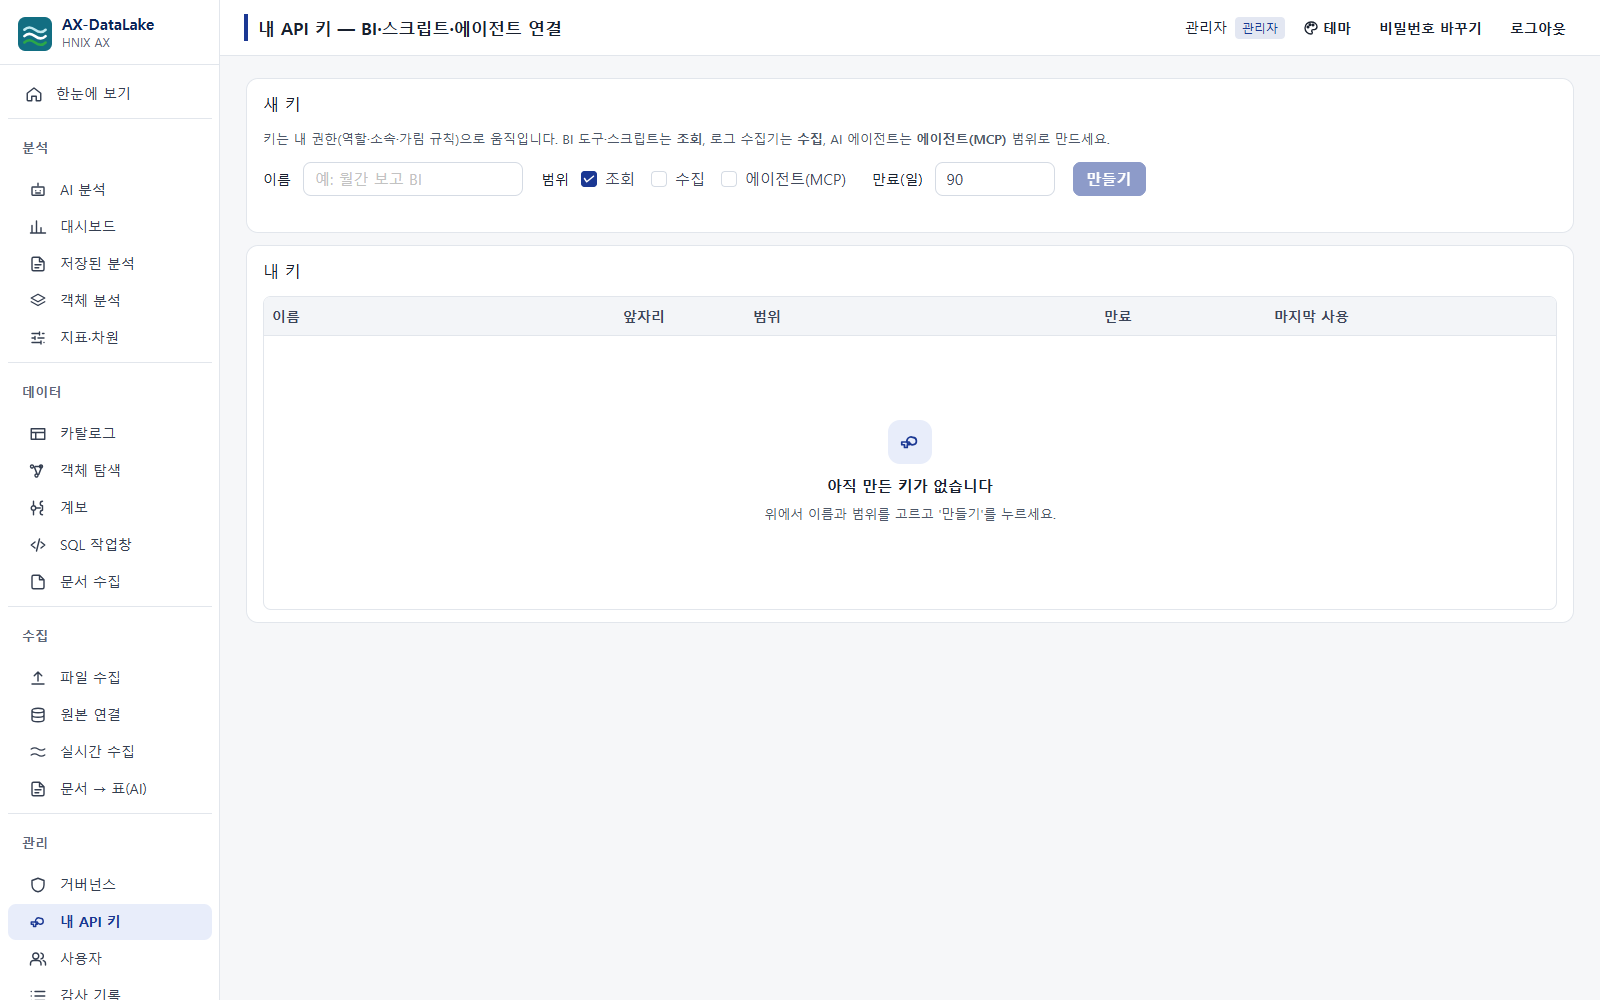 AX-DataLake
HNIX AX
한눈에 보기
분석
AI 분석
대시보드
저장된 분석
객체 분석
지표·차원
데이터
카탈로그
객체 탐색
계보
SQL 작업창
문서 수집
수집
파일 수집
원본 연결
실시간 수집
문서 → 표(AI)
관리
거버넌스
내 API 키
사용자
감사 기록
내 API 키 — BI·스크립트·에이전트 연결
관리자 관리자 테마 비밀번호 바꾸기 로그아웃
새 키
키는 내 권한(역할·소속·가림 규칙)으로 움직입니다. BI 도구·스크립트는 조회, 로그 수집기는 수집, AI 에이전트는 에이전트(MCP) 범위로 만드세요.
이름 예: 월간 보고 BI 범위 조회 수집 에이전트(MCP) 만료(일) 90 만들기
내 키
이름 앞자리 범위 만료 마지막 사용
아직 만든 키가 없습니다
위에서 이름과 범위를 고르고 '만들기'를 누르세요.